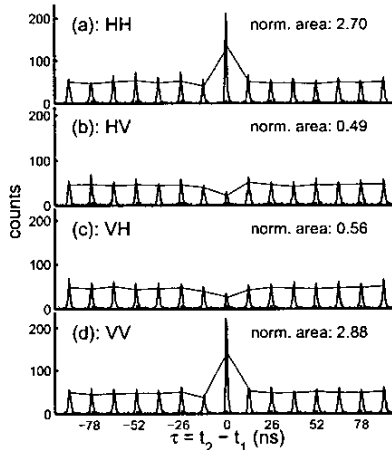 200
(a): HH norm. area: 2.70
100
0
(b): HV norm. area: 0.49
100
0
counts
(c): VH norm. area: 0.56
100
0
200
(d): VV norm. area: 2.88
100
0
−78 −52 −26 0 26 52 78
τ = t₂ − t₁ (ns)